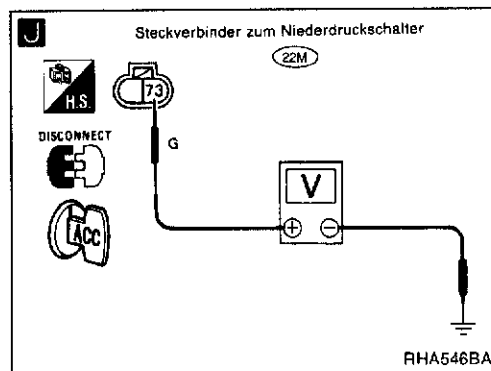 J
Steckverbinder zum Niederdruckschalter
22M
H.S.
73
DISCONNECT
G
V
ACC
RHA546BA